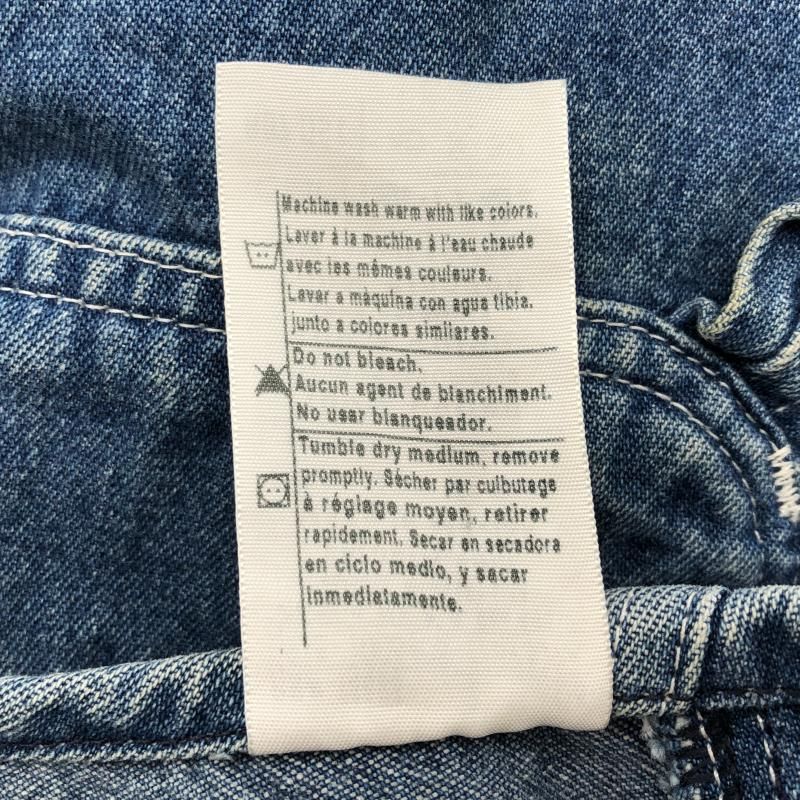 Machine wash warm with like colors.
Laver à la machine à l'eau chaude
avec les mêmes couleurs.
Lavar a màquina con agua tibia.
junto a colores similares.
Do not bleach.
Aucun agent de blanchiment.
No usar blanqueador.
Tumble dry medium, remove
promptly. Sécher par culbutage
à réglage moyen, retirer
rapidement. Secar en secadora
en ciclo medio, y sacar
inmediatamente.